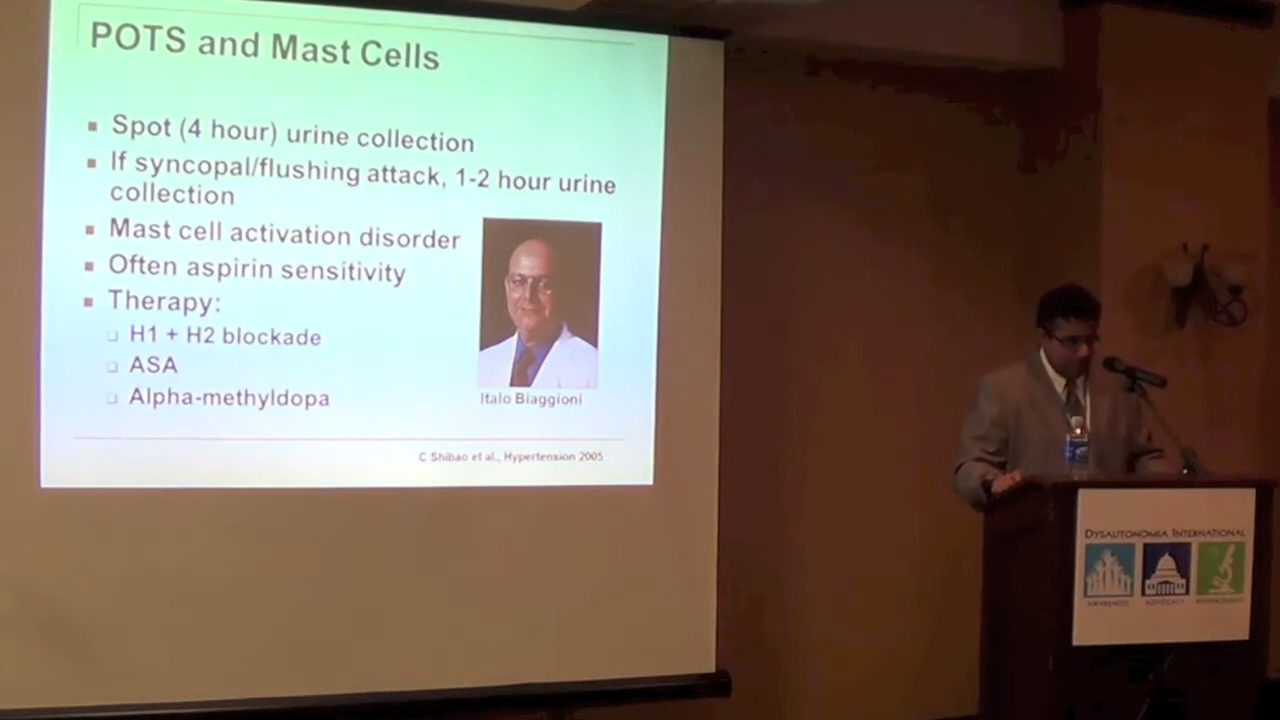 POTS and Mast Cells
Spot (4 hour) urine collection
If syncopal/flushing attack, 1-2 hour urine
collection
Mast cell activation disorder
Often aspirin sensitivity
Therapy:
H1 + H2 blockade
ASA
Alpha-methyldopa
Italo Biaggioni
C Shibao et al., Hypertension 2005
DYSAUTONOMIA INTERNATIONAL
AWARENESS ADVOCACY